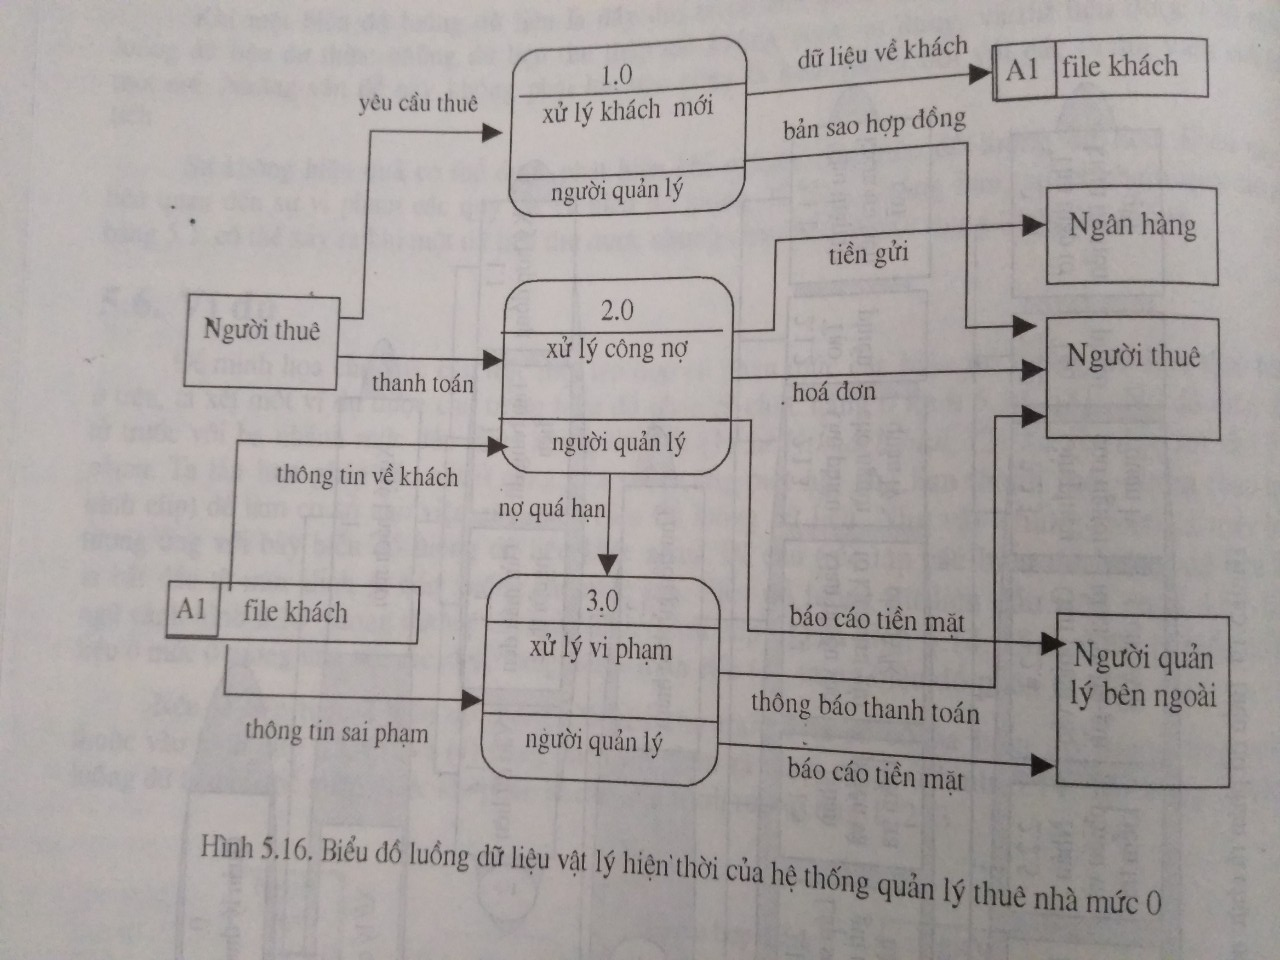 1.0
xử lý khách mới
người quản lý
yêu cầu thuê
dữ liệu về khách
A1 file khách
bản sao hợp đồng
Ngân hàng
tiền gửi
Người thuê
thanh toán
2.0
xử lý công nợ
người quản lý
hoá đơn
Người thuê
thông tin về khách
nợ quá hạn
A1 file khách
3.0
xử lý vi phạm
người quản lý
thông tin sai phạm
báo cáo tiền mặt
Người quản
lý bên ngoài
thông báo thanh toán
báo cáo tiền mặt
Hình 5.16. Biểu đồ luồng dữ liệu vật lý hiện thời của hệ thống quản lý thuê nhà mức 0